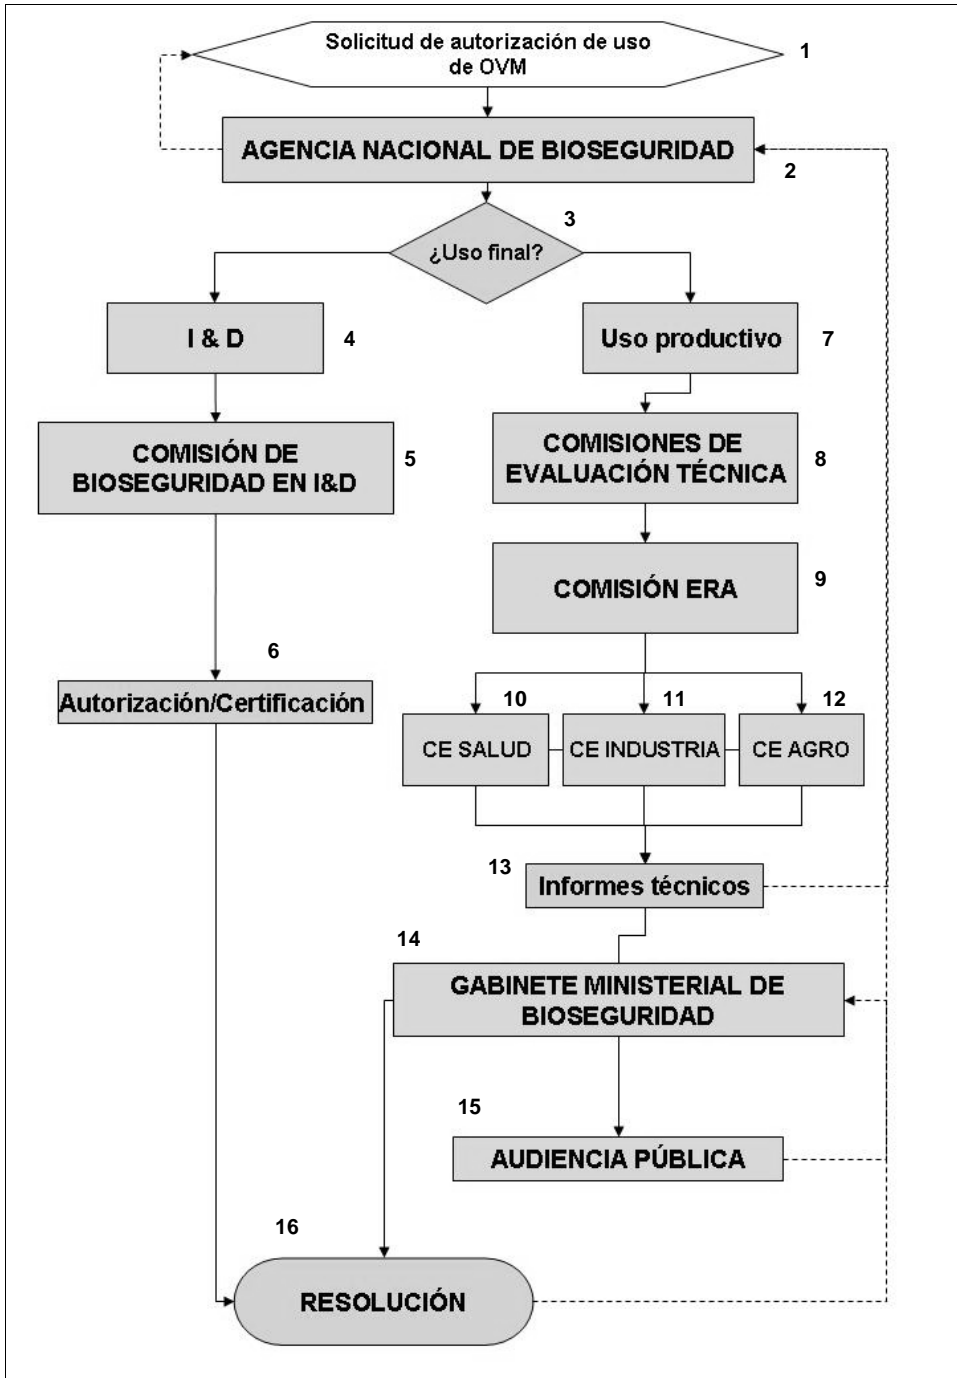 Solicitud de autorización de uso
de OVM
1
AGENCIA NACIONAL DE BIOSEGURIDAD
2
3
¿Uso final?
I & D
4
Uso productivo
7
COMISIÓN DE
BIOSEGURIDAD EN I&D
5
COMISIONES DE
EVALUACIÓN TÉCNICA
8
COMISIÓN ERA
9
6
Autorización/Certificación
10
11
12
CE SALUD
CE INDUSTRIA
CE AGRO
13
Informes técnicos
14
GABINETE MINISTERIAL DE
BIOSEGURIDAD
15
AUDIENCIA PÚBLICA
16
RESOLUCIÓN